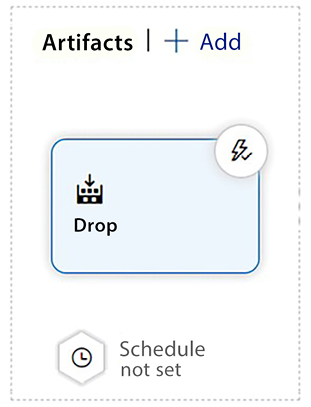 Artifacts | + Add
Drop
Schedule
not set